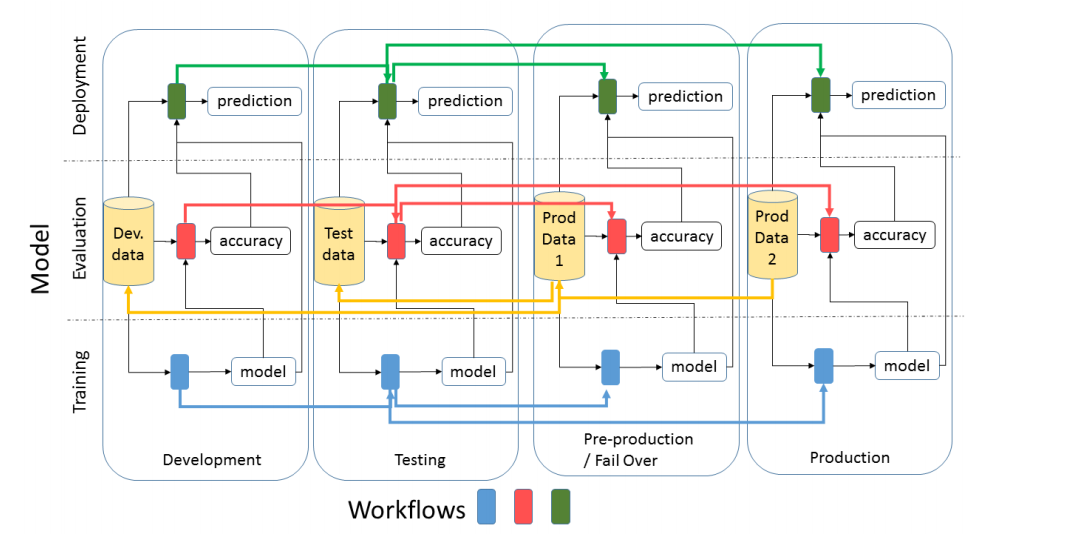 Model
Deployment
prediction
prediction
prediction
prediction
Evaluation
Dev.
data
accuracy
Test
data
accuracy
Prod
Data
1
accuracy
Prod
Data
2
accuracy
Training
model
model
model
model
Development
Testing
Pre-production
/ Fail Over
Production
Workflows